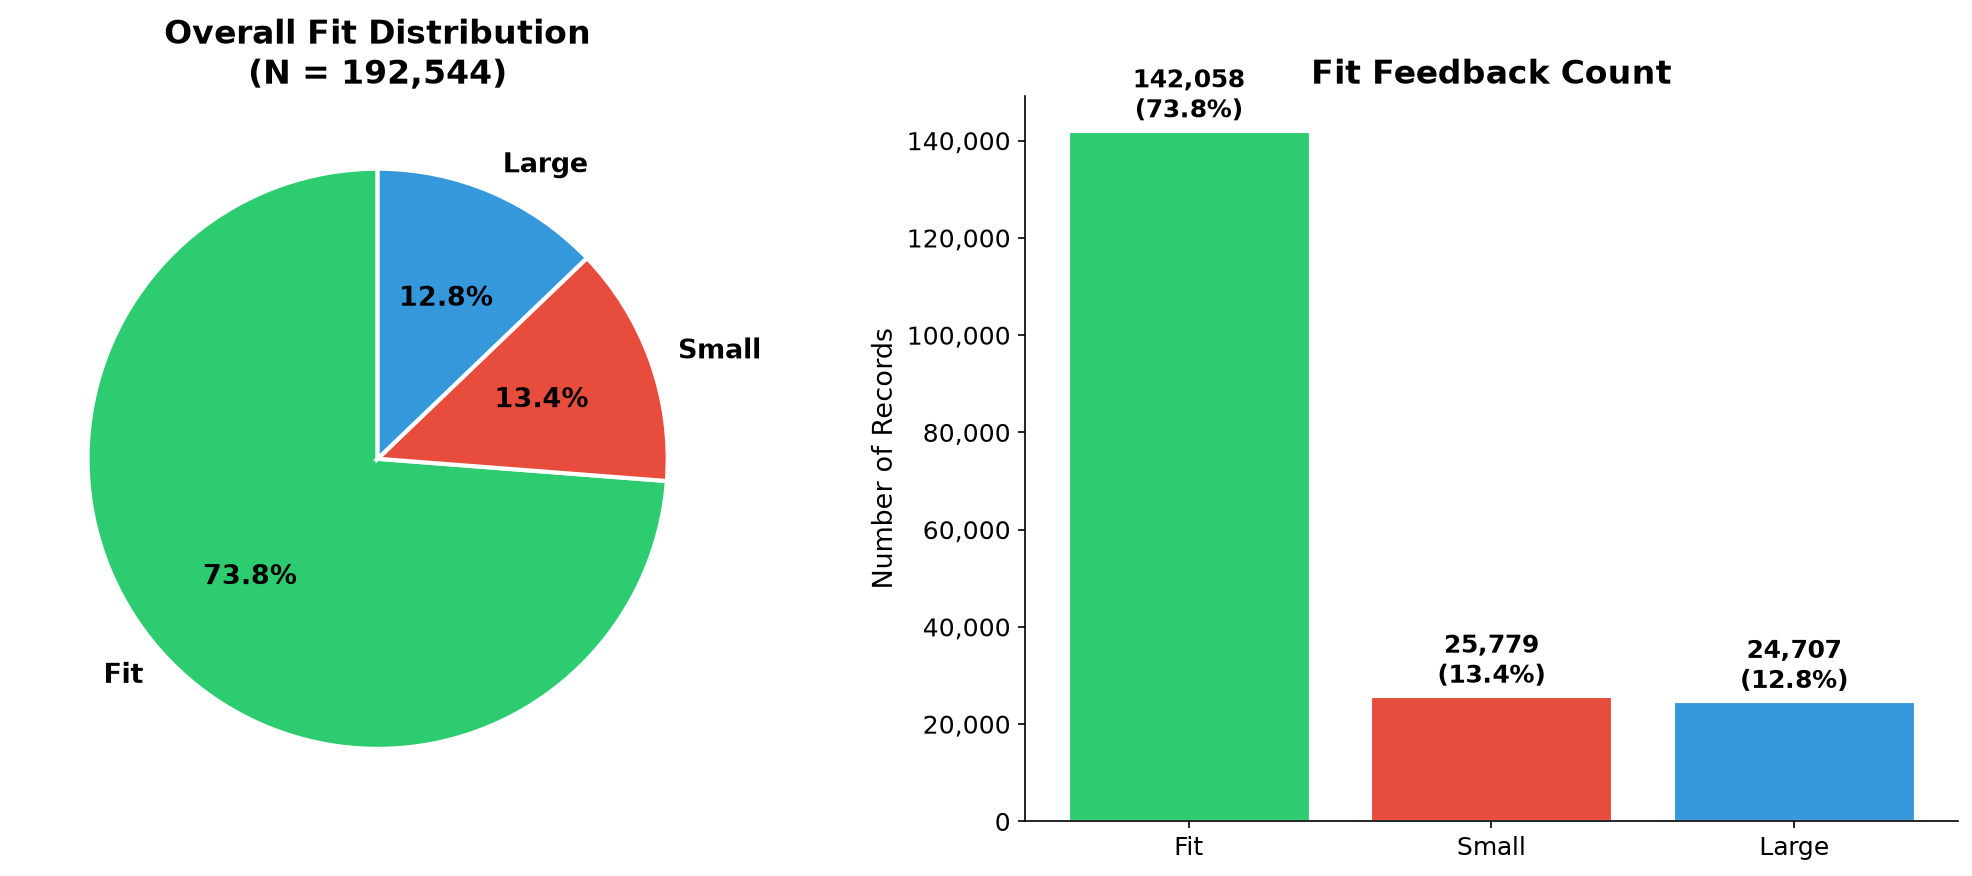 Overall Fit Distribution
(N = 192,544)
Large
12.8%
Small
13.4%
73.8%
Fit
Fit Feedback Count
142,058
(73.8%)
Number of Records
140,000
120,000
100,000
80,000
60,000
40,000
20,000
0
25,779
(13.4%)
24,707
(12.8%)
Fit
Small
Large